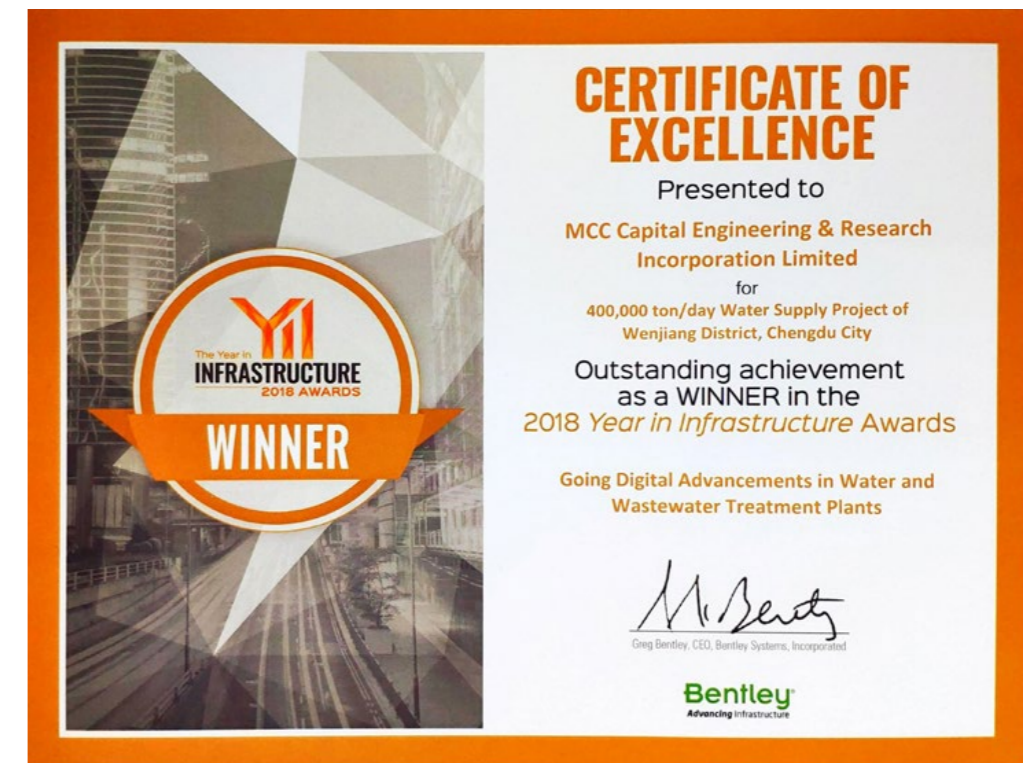 The Year in
YII
INFRASTRUCTURE
2018 AWARDS
WINNER
CERTIFICATE OF
EXCELLENCE
Presented to
MCC Capital Engineering & Research
Incorporation Limited
for
400,000 ton/day Water Supply Project of
Wenjiang District, Chengdu City
Outstanding achievement
as a WINNER in the
2018 Year in Infrastructure Awards
Going Digital Advancements in Water and
Wastewater Treatment Plants
Greg Bentley, CEO, Bentley Systems, Incorporated
Bentley®
Advancing Infrastructure